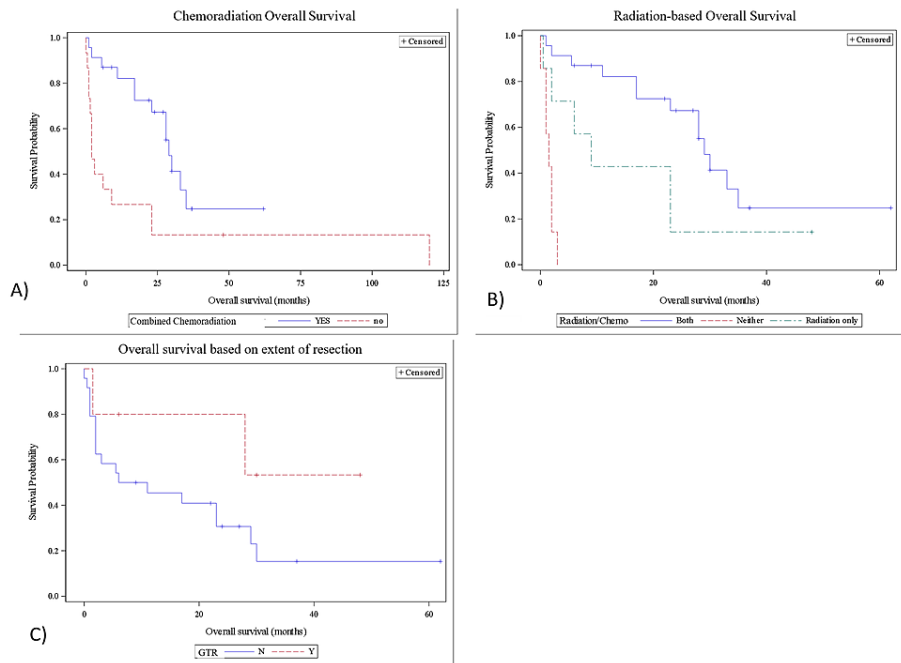 Chemoradiation Overall Survival
+ Censored
1.0
0.8
0.6
0.4
0.2
0.0
Survival Probability
0
25
50
75
100
125
Overall survival (months)
A)
Combined Chemoradiation YES no
Radiation-based Overall Survival
+ Censored
1.0
0.8
0.6
0.4
0.2
0.0
Survival Probability
0
20
40
60
Overall survival (months)
B)
Radiation/Chemo Both Neither Radiation only
Overall survival based on extent of resection
+ Censored
1.0
0.8
0.6
0.4
0.2
0.0
Survival Probability
0
20
40
60
Overall survival (months)
C)
GTR N Y